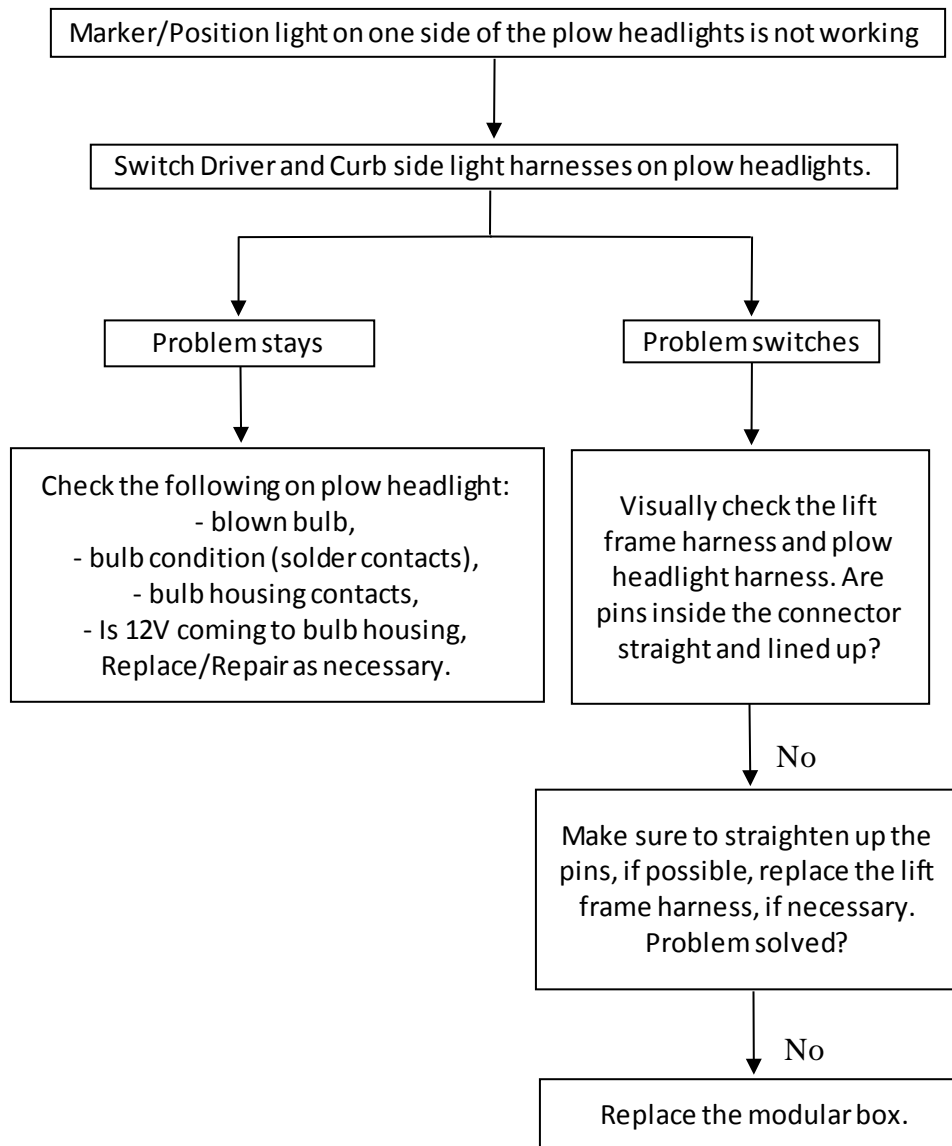 Marker/Position light on one side of the plow headlights is not working
Switch Driver and Curb side light harnesses on plow headlights.
Problem stays
Problem switches
Check the following on plow headlight:
- blown bulb,
- bulb condition (solder contacts),
- bulb housing contacts,
- Is 12V coming to bulb housing,
Replace/Repair as necessary.
Visually check the lift
frame harness and plow
headlight harness. Are
pins inside the connector
straight and lined up?
No
Make sure to straighten up the
pins, if possible, replace the lift
frame harness, if necessary.
Problem solved?
No
Replace the modular box.